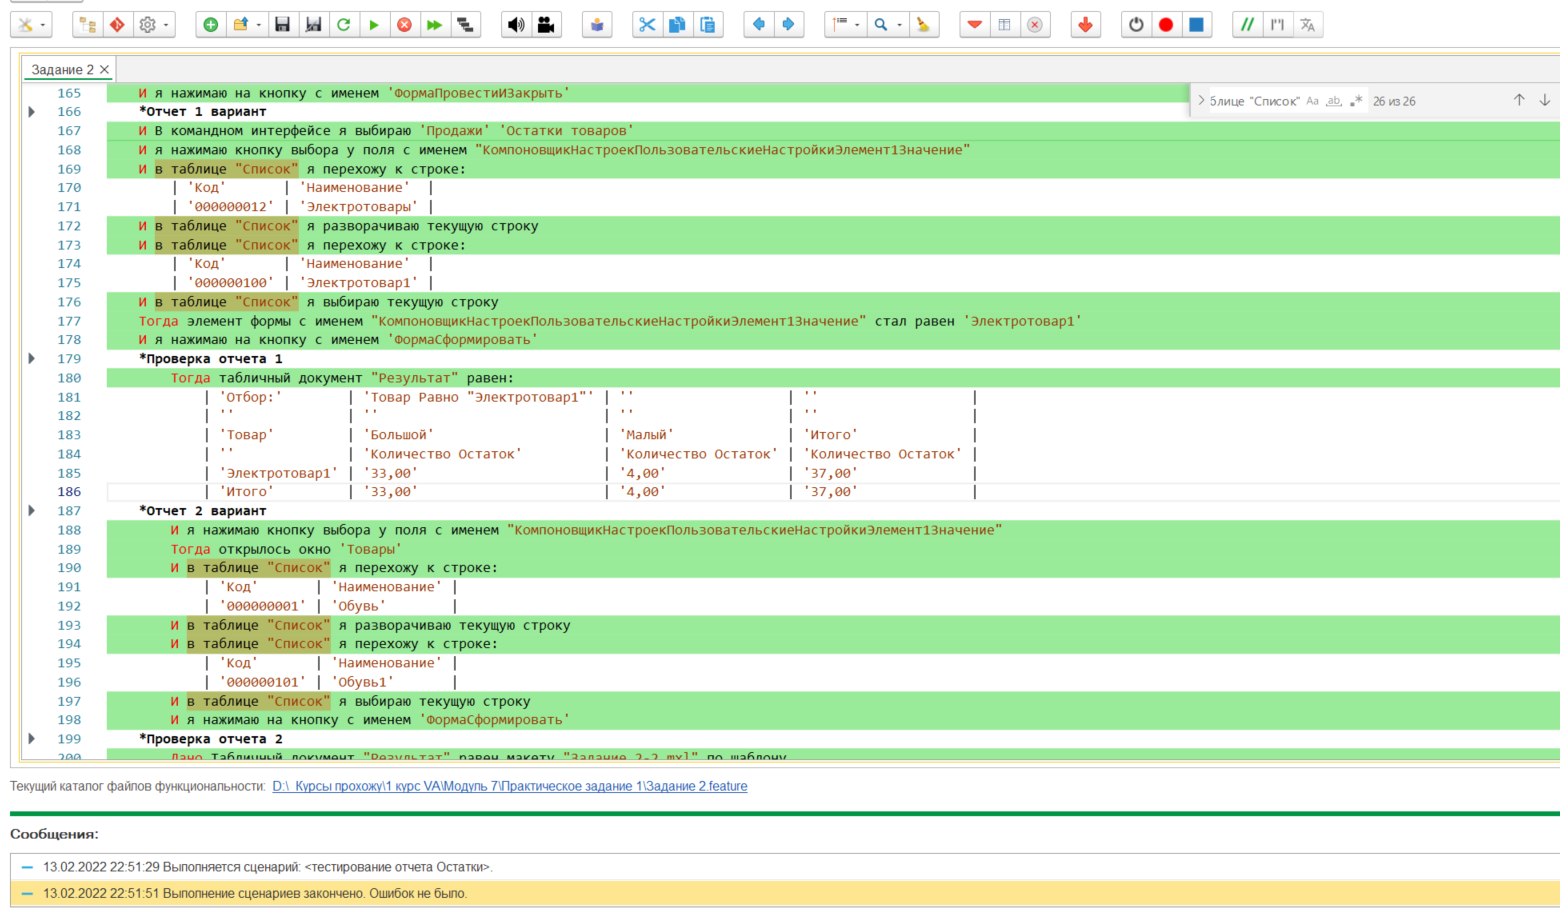 Задание 2
165 И я нажимаю на кнопку с именем 'ФормаПровестиИЗакрыть'
блице "Список" Aa ab 26 из 26
166 *Отчет 1 вариант
167 И В командном интерфейсе я выбираю 'Продажи' 'Остатки товаров'
168 И я нажимаю кнопку выбора у поля с именем "КомпоновщикНастроекПользовательскиеНастройкиЭлемент1Значение"
169 И в таблице "Список" я перехожу к строке:
170 | 'Код' | 'Наименование' |
171 | '000000012' | 'Электротовары' |
172 И в таблице "Список" я разворачиваю текущую строку
173 И в таблице "Список" я перехожу к строке:
174 | 'Код' | 'Наименование' |
175 | '000000100' | 'Электротовар1' |
176 И в таблице "Список" я выбираю текущую строку
177 Тогда элемент формы с именем "КомпоновщикНастроекПользовательскиеНастройкиЭлемент1Значение" стал равен 'Электротовар1'
178 И я нажимаю на кнопку с именем 'ФормаСформировать'
179 *Проверка отчета 1
180 Тогда табличный документ "Результат" равен:
181 | 'Отбор:' | 'Товар Равно "Электротовар1"' | '' | '' |
182 | '' | '' | '' | '' |
183 | 'Товар' | 'Большой' | 'Малый' | 'Итого' |
184 | '' | 'Количество Остаток' | 'Количество Остаток' | 'Количество Остаток' |
185 | 'Электротовар1' | '33,00' | '4,00' | '37,00' |
186 | 'Итого' | '33,00' | '4,00' | '37,00' |
187 *Отчет 2 вариант
188 И я нажимаю кнопку выбора у поля с именем "КомпоновщикНастроекПользовательскиеНастройкиЭлемент1Значение"
189 Тогда открылось окно 'Товары'
190 И в таблице "Список" я перехожу к строке:
191 | 'Код' | 'Наименование' |
192 | '000000001' | 'Обувь' |
193 И в таблице "Список" я разворачиваю текущую строку
194 И в таблице "Список" я перехожу к строке:
195 | 'Код' | 'Наименование' |
196 | '000000101' | 'Обувь1' |
197 И в таблице "Список" я выбираю текущую строку
198 И я нажимаю на кнопку с именем 'ФормаСформировать'
199 *Проверка отчета 2
200 Дано Табличный документ "Результат" равен макету "Задание 2-2.mxl" по шаблону
Текущий каталог файлов функциональности: D:\_Курсы прохожу\1 курс VA\Модуль 7\Практическое задание 1\Задание 2.feature
Сообщения:
13.02.2022 22:51:29 Выполняется сценарий: <тестирование отчета Остатки>.
13.02.2022 22:51:51 Выполнение сценариев закончено. Ошибок не было.